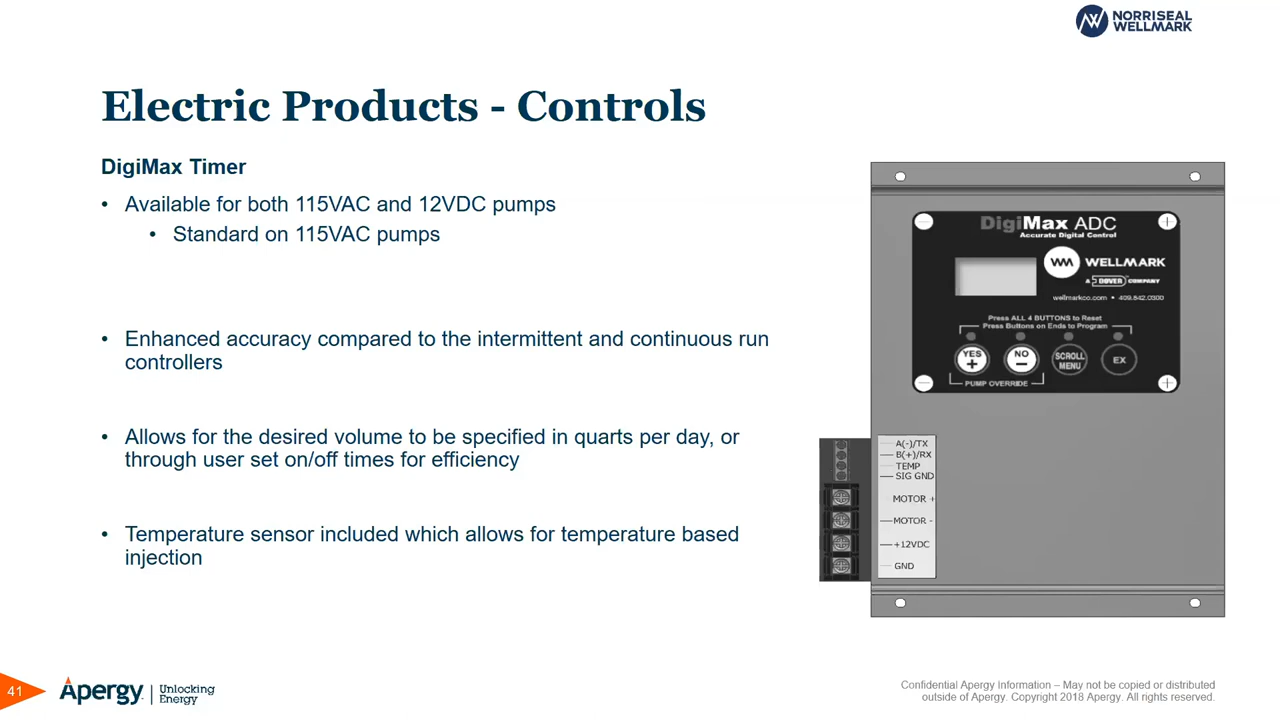 NORRISEAL
WELLMARK
Electric Products - Controls
DigiMax Timer
• Available for both 115VAC and 12VDC pumps
• Standard on 115VAC pumps
• Enhanced accuracy compared to the intermittent and continuous run
controllers
• Allows for the desired volume to be specified in quarts per day, or
through user set on/off times for efficiency
• Temperature sensor included which allows for temperature based
injection
DigiMax ADC
Accurate Digital Control
WELLMARK
A DOVER COMPANY
wellmarkco.com • 409.842.0300
Press ALL 4 BUTTONS to Reset
Press Buttons on Ends to Program
YES +
NO −
SCROLL MENU
EX
PUMP OVERRIDE
A(-)/TX
B(+)/RX
TEMP
SIG GND
MOTOR +
MOTOR -
+12VDC
GND
41
Apergy
Unlocking
Energy
Confidential Apergy Information – May not be copied or distributed
outside of Apergy. Copyright 2018 Apergy. All rights reserved.